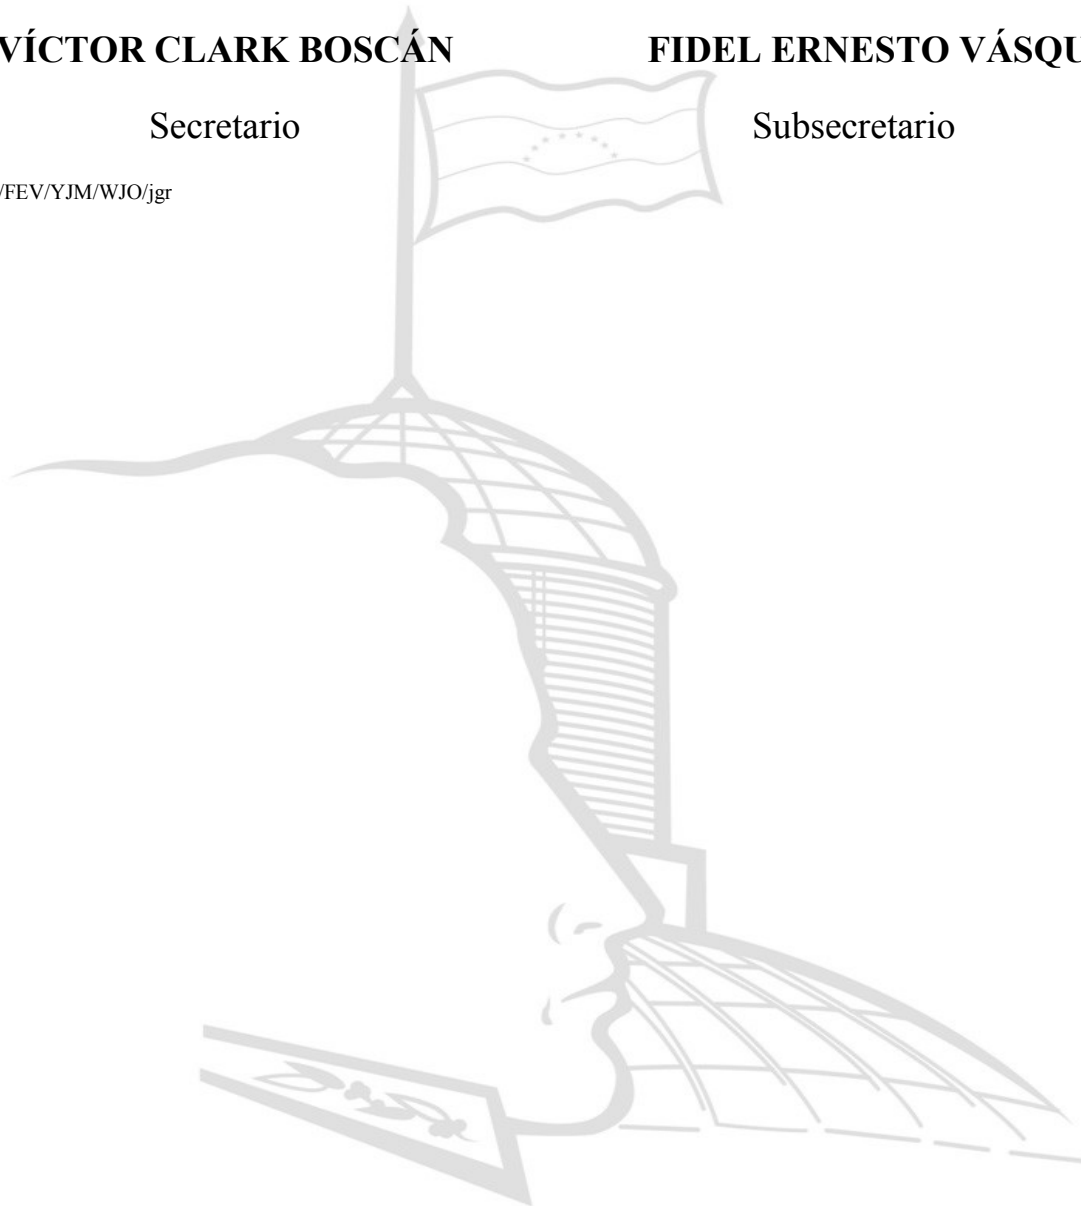 VÍCTOR CLARK BOSCÁN FIDEL ERNESTO VÁSQU
Secretario Subsecretario
/FEV/YJM/WJO/jgr